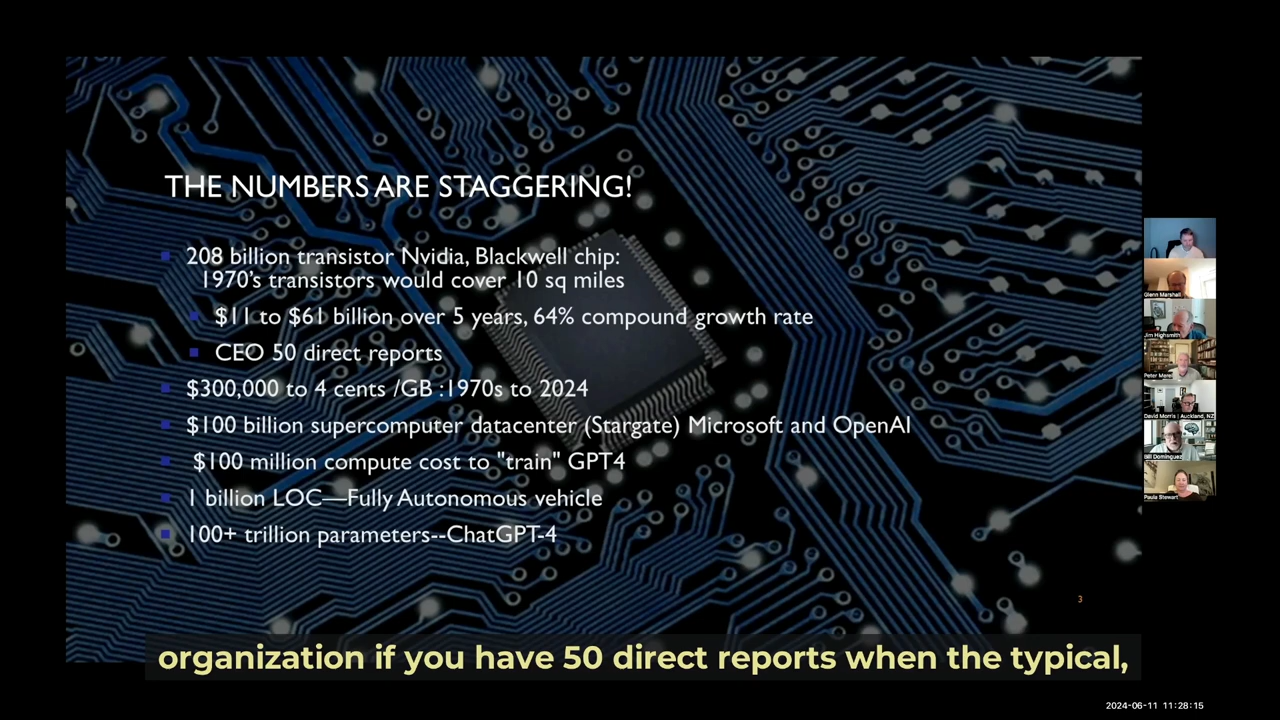 THE NUMBERS ARE STAGGERING!
208 billion transistor Nvidia, Blackwell chip:
1970's transistors would cover 10 sq miles
$11 to $61 billion over 5 years, 64% compound growth rate
CEO 50 direct reports
$300,000 to 4 cents /GB :1970s to 2024
$100 billion supercomputer datacenter (Stargate) Microsoft and OpenAI
$100 million compute cost to "train" GPT4
1 billion LOC—Fully Autonomous vehicle
100+ trillion parameters--ChatGPT-4
3
Glenn Marshall
Jim Highsmith
Peter Merel
David Morris | Auckland, NZ
Bill Dominguez
Paula Stewart
organization if you have 50 direct reports when the typical,
2024-06-11 11:28:15